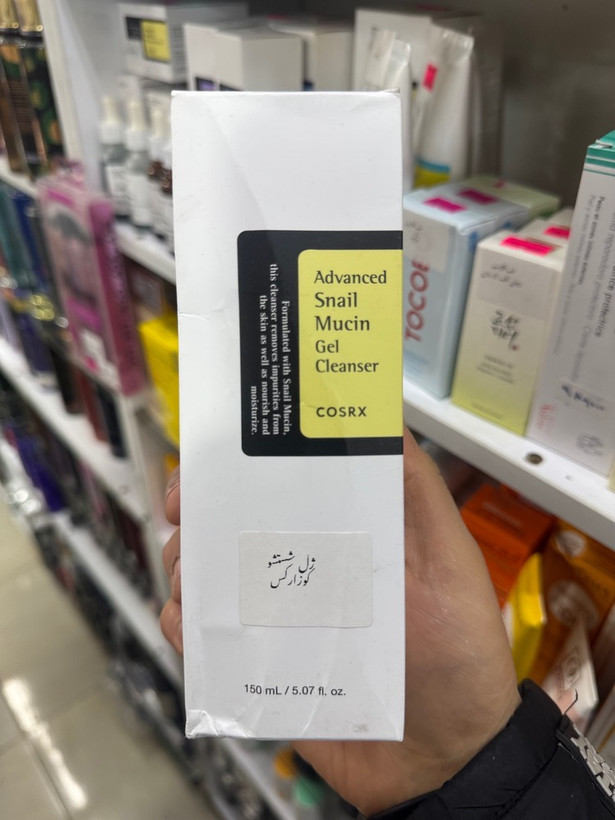 Advanced
Snail
Mucin
Gel
Cleanser
COSRX
Formulated with Snail Mucin,
this cleanser removes impurities from
the skin as well as nourish and
moisturize.
ژل شستشو
کوزارکس
150 mL / 5.07 fl. oz.
TOCO